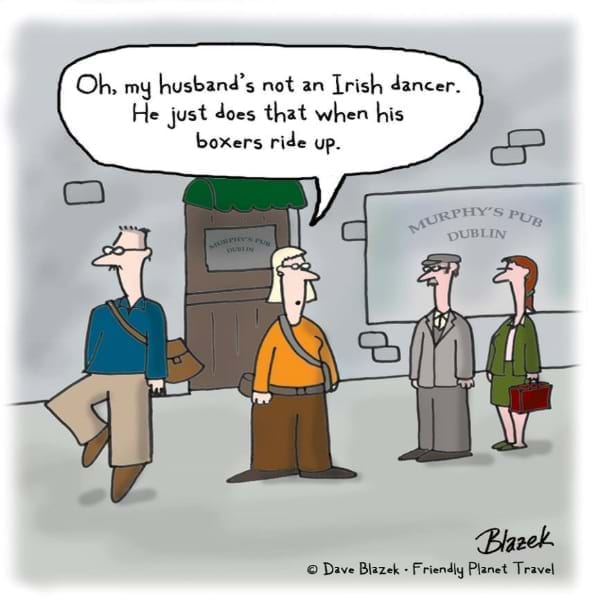 Oh, my husband's not an Irish dancer.
He just does that when his
boxers ride up.
MURPHY'S PUB
DUBLIN
MURPHY'S PUB
DUBLIN
Blazek
© Dave Blazek • Friendly Planet Travel